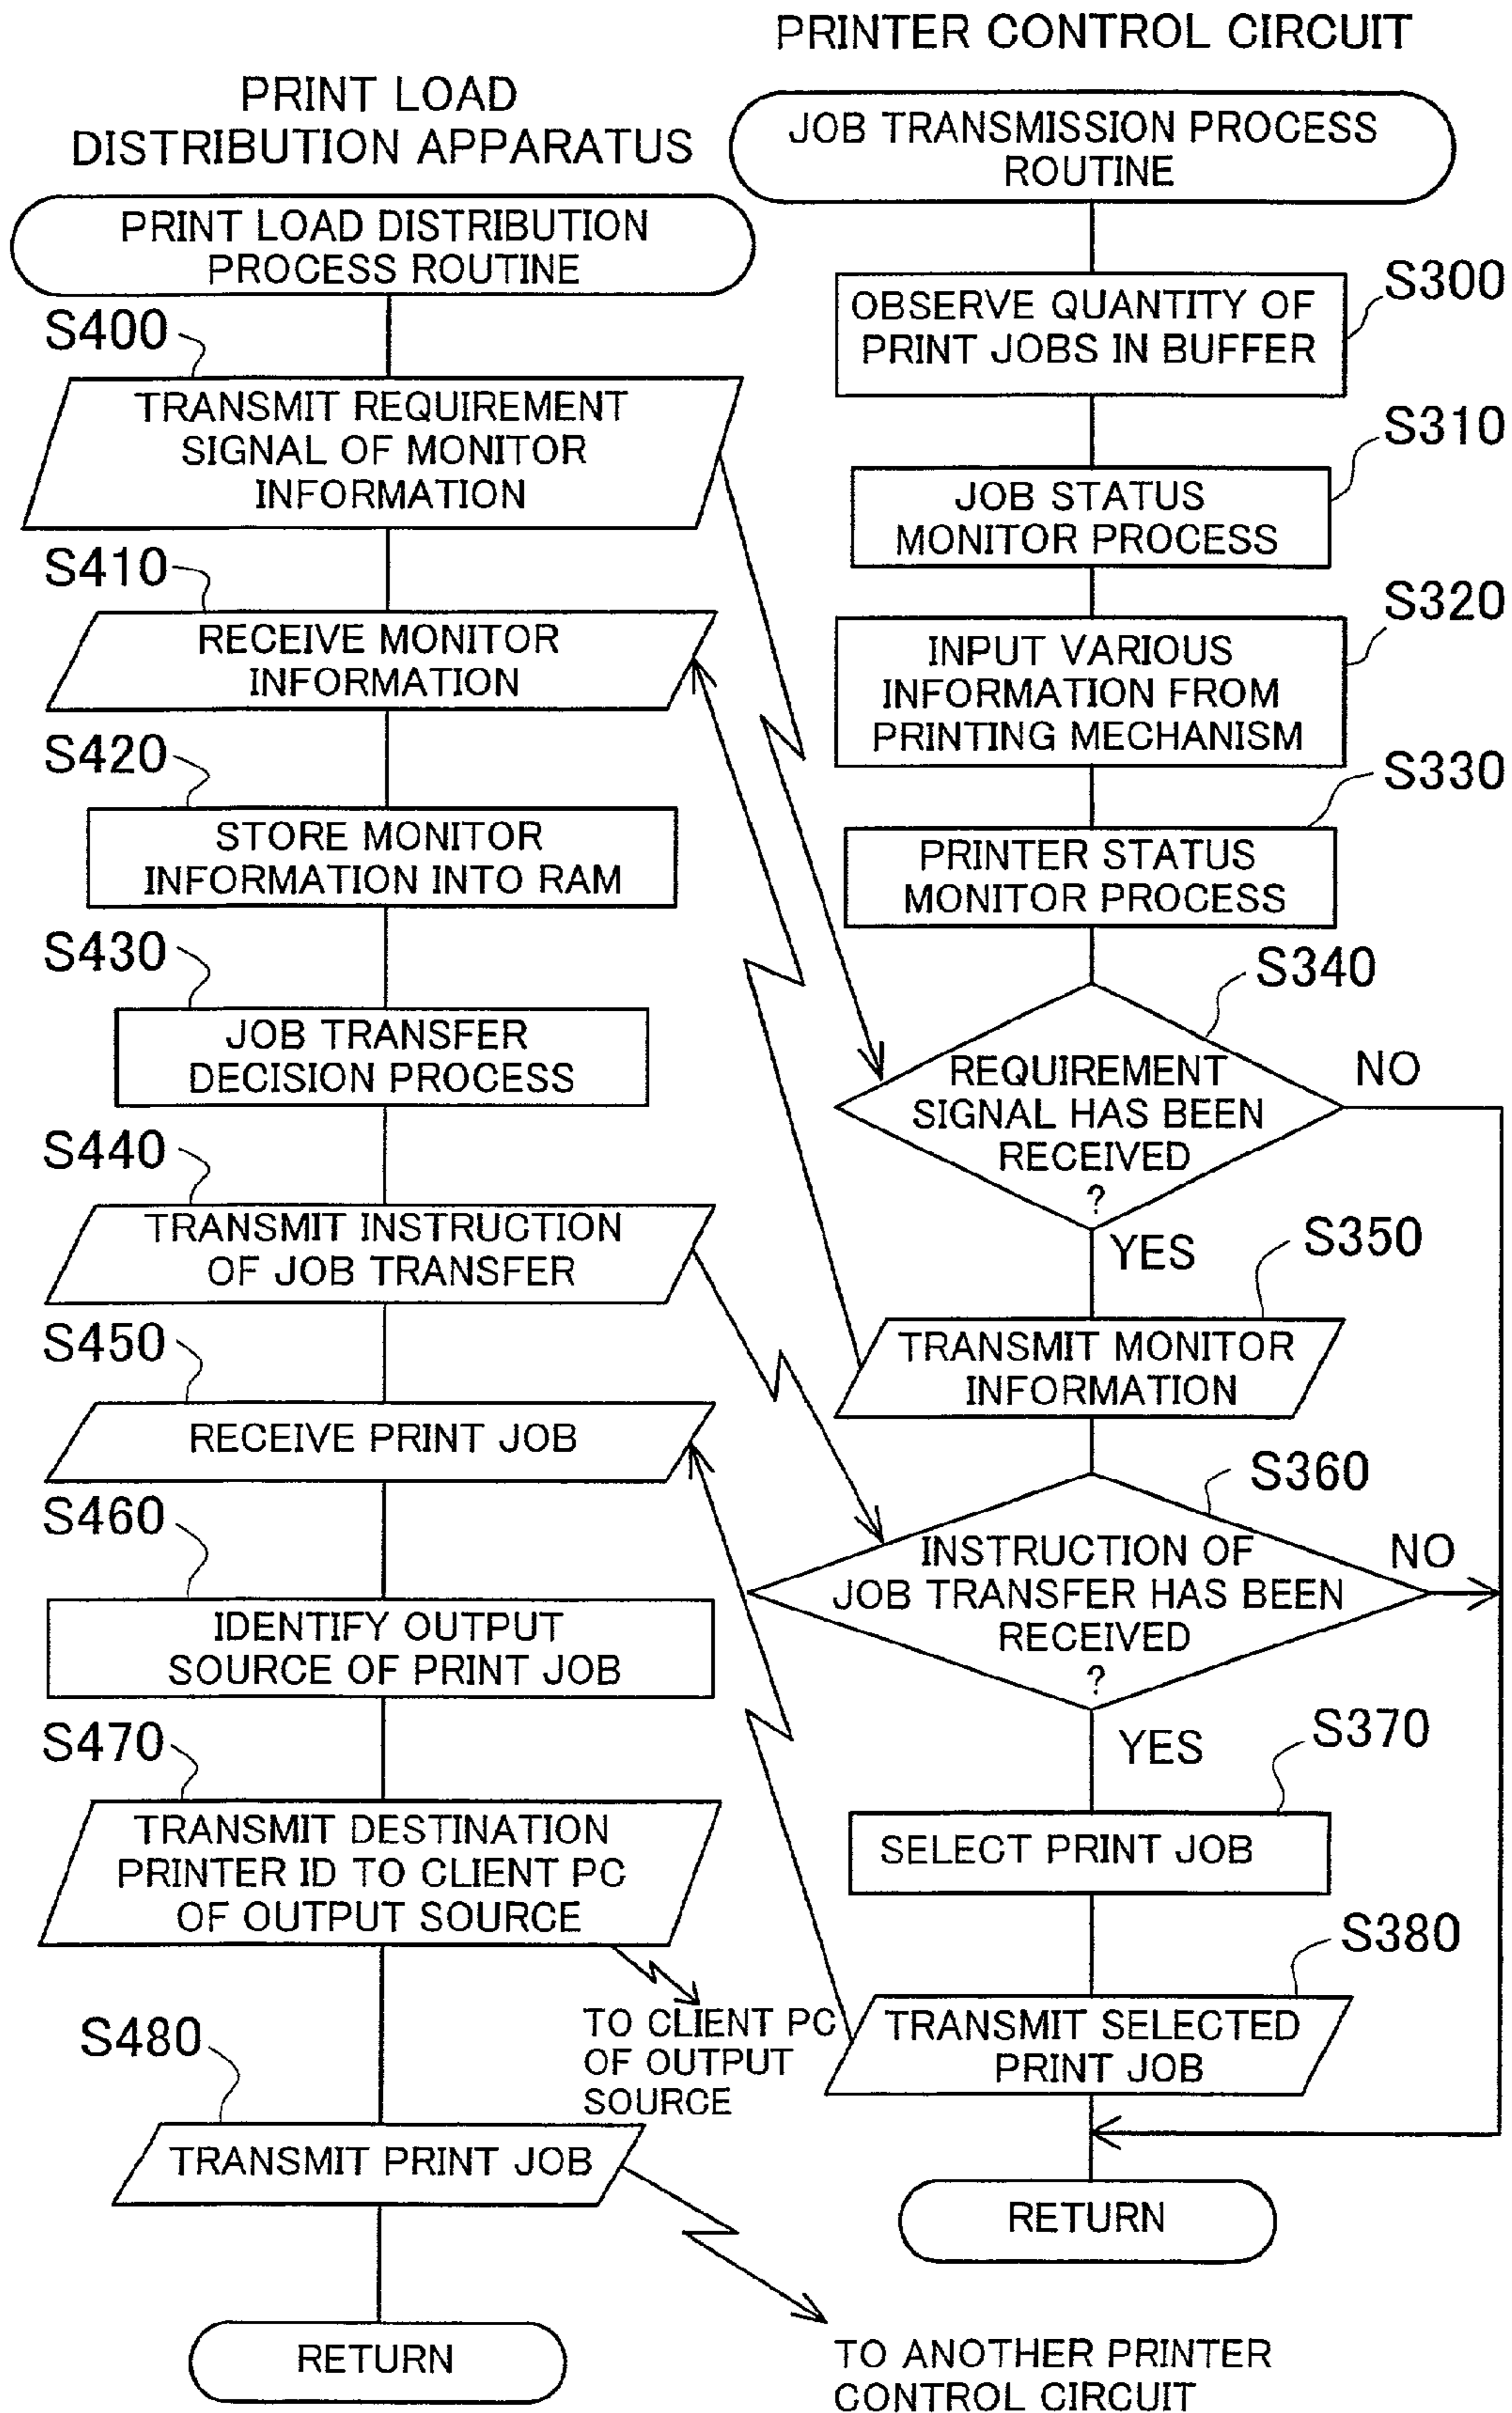 PRINT LOAD
DISTRIBUTION APPARATUS
PRINT LOAD DISTRIBUTION
PROCESS ROUTINE
S400
TRANSMIT REQUIREMENT
SIGNAL OF MONITOR
INFORMATION
S410
RECEIVE MONITOR
INFORMATION
S420
STORE MONITOR
INFORMATION INTO RAM
S430
JOB TRANSFER
DECISION PROCESS
S440
TRANSMIT INSTRUCTION
OF JOB TRANSFER
S450
RECEIVE PRINT JOB
S460
IDENTIFY OUTPUT
SOURCE OF PRINT JOB
S470
TRANSMIT DESTINATION
PRINTER ID TO CLIENT PC
OF OUTPUT SOURCE
TO CLIENT PC
OF OUTPUT
SOURCE
S480
TRANSMIT PRINT JOB
RETURN
TO ANOTHER PRINTER
CONTROL CIRCUIT
PRINTER CONTROL CIRCUIT
JOB TRANSMISSION PROCESS
ROUTINE
S300
OBSERVE QUANTITY OF
PRINT JOBS IN BUFFER
S310
JOB STATUS
MONITOR PROCESS
S320
INPUT VARIOUS
INFORMATION FROM
PRINTING MECHANISM
S330
PRINTER STATUS
MONITOR PROCESS
S340
REQUIREMENT
SIGNAL HAS BEEN
RECEIVED
?
NO
YES
S350
TRANSMIT MONITOR
INFORMATION
S360
INSTRUCTION OF
JOB TRANSFER HAS BEEN
RECEIVED
?
NO
YES
S370
SELECT PRINT JOB
S380
TRANSMIT SELECTED
PRINT JOB
RETURN